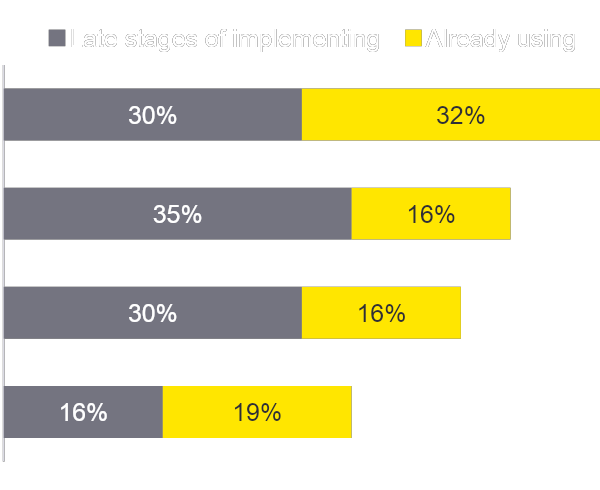 Late stages of implementing Already using
30% 32%
35% 16%
30% 16%
16% 19%